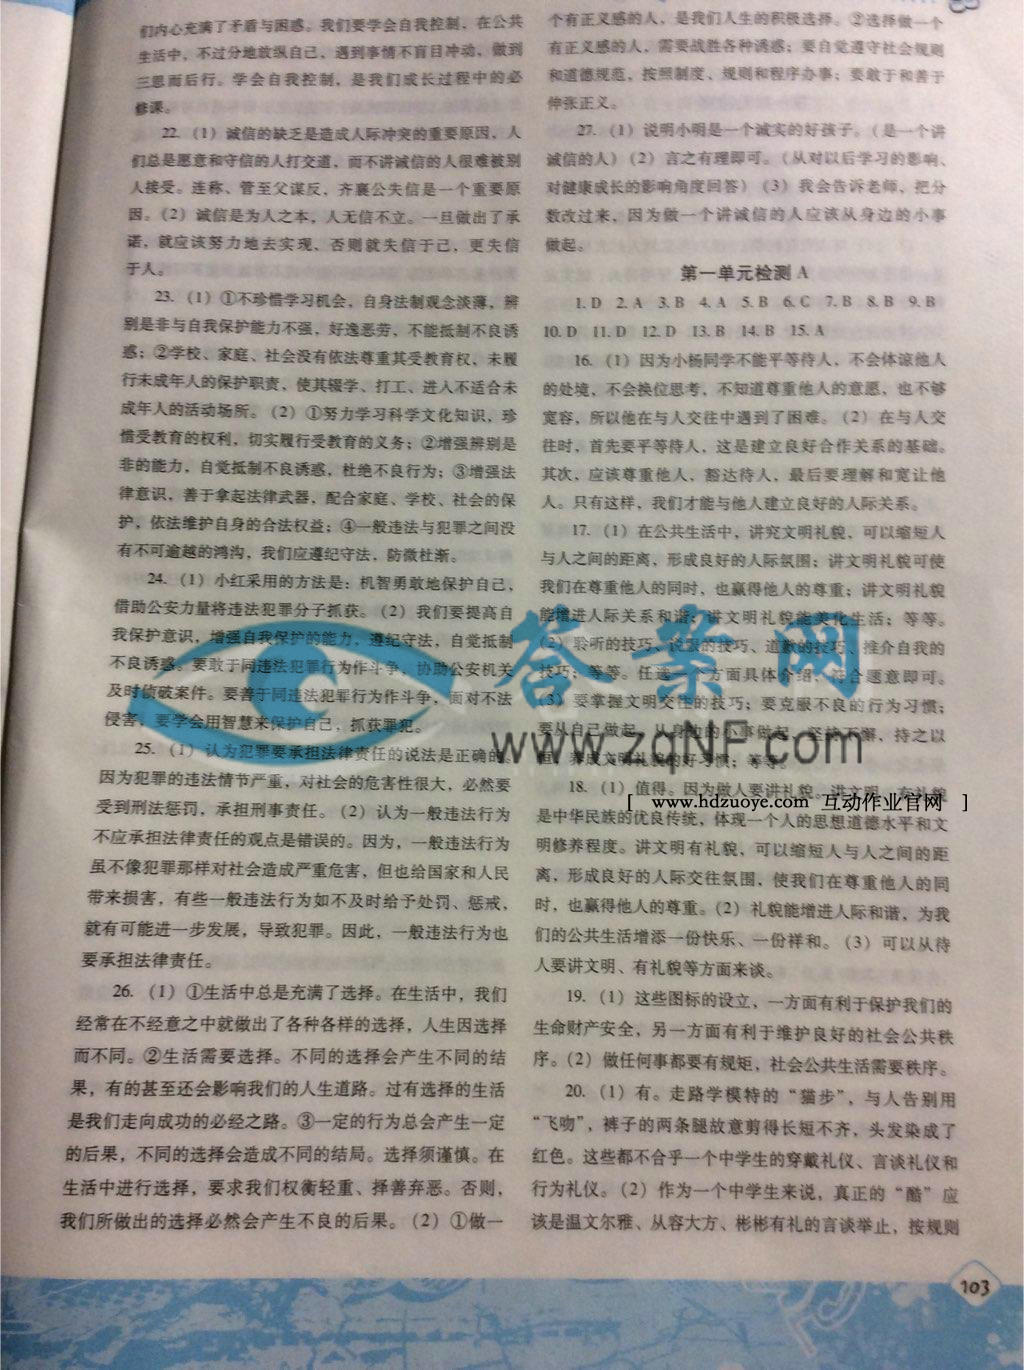 们内心充满了矛盾与困惑。我们要学会自我控制，在公共
生活中，不过分地放纵自己，遇到事情不盲目冲动，做到
三思而后行。学会自我控制，是我们成长过程中的必
修课。
22. （1）诚信的缺乏是造成人际冲突的重要原因，人
们总是愿意和守信的人打交道，而不讲诚信的人很难被别
人接受。连称、管至父谋反，齐襄公失信是一个重要原
因。（2）诚信是为人之本，人无信不立。一旦做出了承
诺，就应该努力地去实现，否则就失信于己，更失信
于人。
23. （1）①不珍惜学习机会，自身法制观念淡薄，辨
别是非与自我保护能力不强，好逸恶劳，不能抵制不良诱
惑；②学校、家庭、社会没有依法尊重其受教育权，未履
行未成年人的保护职责，使其辍学、打工、进入不适合未
成年人的活动场所。（2）①努力学习科学文化知识，珍
惜受教育的权利，切实履行受教育的义务；②增强辨别是
非的能力，自觉抵制不良诱惑，杜绝不良行为；③增强法
律意识，善于拿起法律武器，配合家庭、学校、社会的保
护，依法维护自身的合法权益；④一般违法与犯罪之间没
有不可逾越的鸿沟，我们应遵纪守法，防微杜渐。
24. （1）小红采用的方法是：机智勇敢地保护自己，
借助公安力量将违法犯罪分子抓获。（2）我们要提高自
我保护意识，增强自我保护的能力，遵纪守法，自觉抵制
不良诱惑。要敢于同违法犯罪行为作斗争，协助公安机关
及时侦破案件。要善于同违法犯罪行为作斗争，面对不法
侵害，要学会用智慧来保护自己，抓获罪犯。
25. （1）认为犯罪要承担法律责任的说法是正确的，
因为犯罪的违法情节严重，对社会的危害性很大，必然要
受到刑法惩罚，承担刑事责任。（2）认为一般违法行为
不应承担法律责任的观点是错误的。因为，一般违法行为
虽不像犯罪那样对社会造成严重危害，但也给国家和人民
带来损害，有些一般违法行为如不及时给予处罚、惩戒，
就有可能进一步发展，导致犯罪。因此，一般违法行为也
要承担法律责任。
26. （1）①生活中总是充满了选择。在生活中，我们
经常在不经意之中就做出了各种各样的选择，人生因选择
而不同。②生活需要选择。不同的选择会产生不同的结
果，有的甚至还会影响我们的人生道路。过有选择的生活
是我们走向成功的必经之路。③一定的行为总会产生一定
的后果，不同的选择会造成不同的结局。选择须谨慎。在
生活中进行选择，要求我们权衡轻重、择善弃恶。否则，
我们所做出的选择必然会产生不良的后果。（2）①做一
个有正义感的人，是我们人生的积极选择。②选择做一个
有正义感的人，需要战胜各种诱惑；要自觉遵守社会规则
和道德规范，按照制度、规则和程序办事；要敢于和善于
伸张正义。
27. （1）说明小明是一个诚实的好孩子。（是一个讲
诚信的人）（2）言之有理即可。（从对以后学习的影响、
对健康成长的影响角度回答）（3）我会告诉老师，把分
数改过来，因为做一个讲诚信的人应该从身边的小事
做起。
第一单元检测 A
1. D 2. A 3. B 4. A 5. B 6. C 7. B 8. B 9. B
10. D 11. D 12. D 13. B 14. B 15. A
16. （1）因为小杨同学不能平等待人，不会体谅他人
的处境，不会换位思考，不知道尊重他人的意愿，也不够
宽容，所以他在与人交往中遇到了困难。（2）在与人交
往时，首先要平等待人，这是建立良好合作关系的基础。
其次，应该尊重他人，豁达待人，最后要理解和宽让他
人。只有这样，我们才能与他人建立良好的人际关系。
17. （1）在公共生活中，讲究文明礼貌，可以缩短人
与人之间的距离，形成良好的人际氛围；讲文明礼貌可使
我们在尊重他人的同时，也赢得他人的尊重；讲文明礼貌
能增进人际关系和谐；讲文明礼貌能美化生活；等等。
（2）聆听的技巧、说服的技巧、道歉的技巧、推介自我的
技巧；等等。任选一个方面具体介绍，符合题意即可。
（3）要掌握文明交往的技巧；要克服不良的行为习惯；
要从自己做起，从身边的小事做起，坚持不懈、持之以
养成文明礼貌的好习惯；等等。
18. （1）值得。因为做人要讲礼貌。讲文明、有礼貌
是中华民族的优良传统，体现一个人的思想道德水平和文
明修养程度。讲文明有礼貌，可以缩短人与人之间的距
离，形成良好的人际交往氛围，使我们在尊重他人的同
时，也赢得他人的尊重。（2）礼貌能增进人际和谐，为我
们的公共生活增添一份快乐、一份祥和。（3）可以从待
人要讲文明、有礼貌等方面来谈。
19. （1）这些图标的设立，一方面有利于保护我们的
生命财产安全，另一方面有利于维护良好的社会公共秩
序。（2）做任何事都要有规矩，社会公共生活需要秩序。
20. （1）有。走路学模特的“猫步”，与人告别用
“飞吻”，裤子的两条腿故意剪得长短不齐，头发染成了
红色。这些都不合乎一个中学生的穿戴礼仪、言谈礼仪和
行为礼仪。（2）作为一个中学生来说，真正的“酷”应
该是温文尔雅、从容大方、彬彬有礼的言谈举止，按规则
103
答案网
www.zqNF.com
[ www.hdzuoye.com 互动作业官网 ]